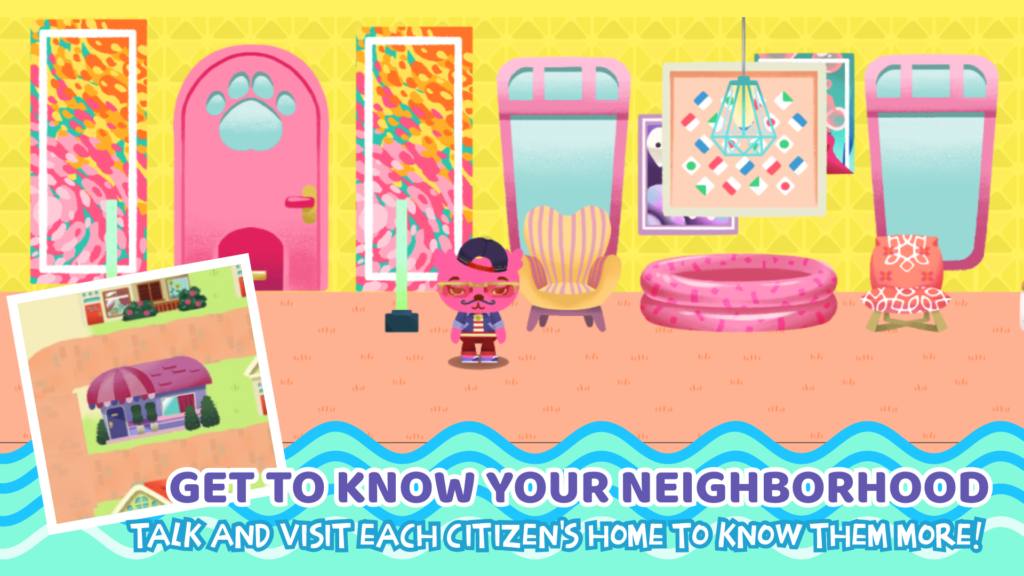 GET TO KNOW YOUR NEIGHBORHOOD
TALK AND VISIT EACH CITIZEN'S HOME TO KNOW THEM MORE!